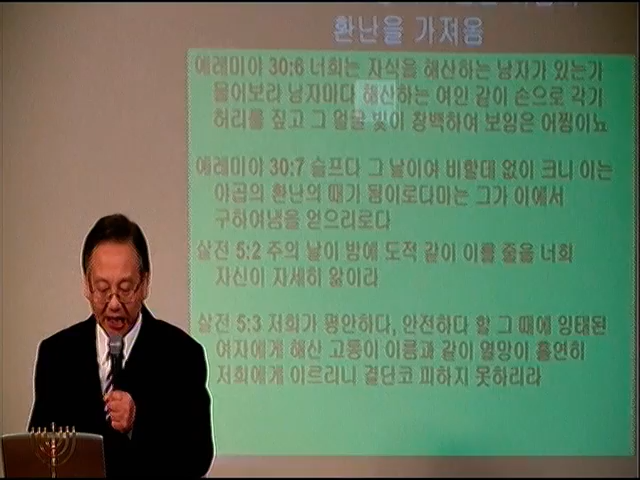 환난을 가져옴
예레미야 30:6 너희는 자식을 해산하는 남자가 있는가
물어보라 남자마다 해산하는 여인 같이 손으로 각기
허리를 짚고 그 얼굴 빛이 창백하여 보임은 어찜이뇨
예레미야 30:7 슬프다 그 날이여 비할데 없이 크니 이는
야곱의 환난의 때가 됨이로다마는 그가 이에서
구하여냄을 얻으리로다
살전 5:2 주의 날이 밤에 도적 같이 이를 줄을 너희
자신이 자세히 앎이라
살전 5:3 저희가 평안하다, 안전하다 할 그 때에 잉태된
여자에게 해산 고통이 이름과 같이 멸망이 홀연히
저희에게 이르리니 결단코 피하지 못하리라